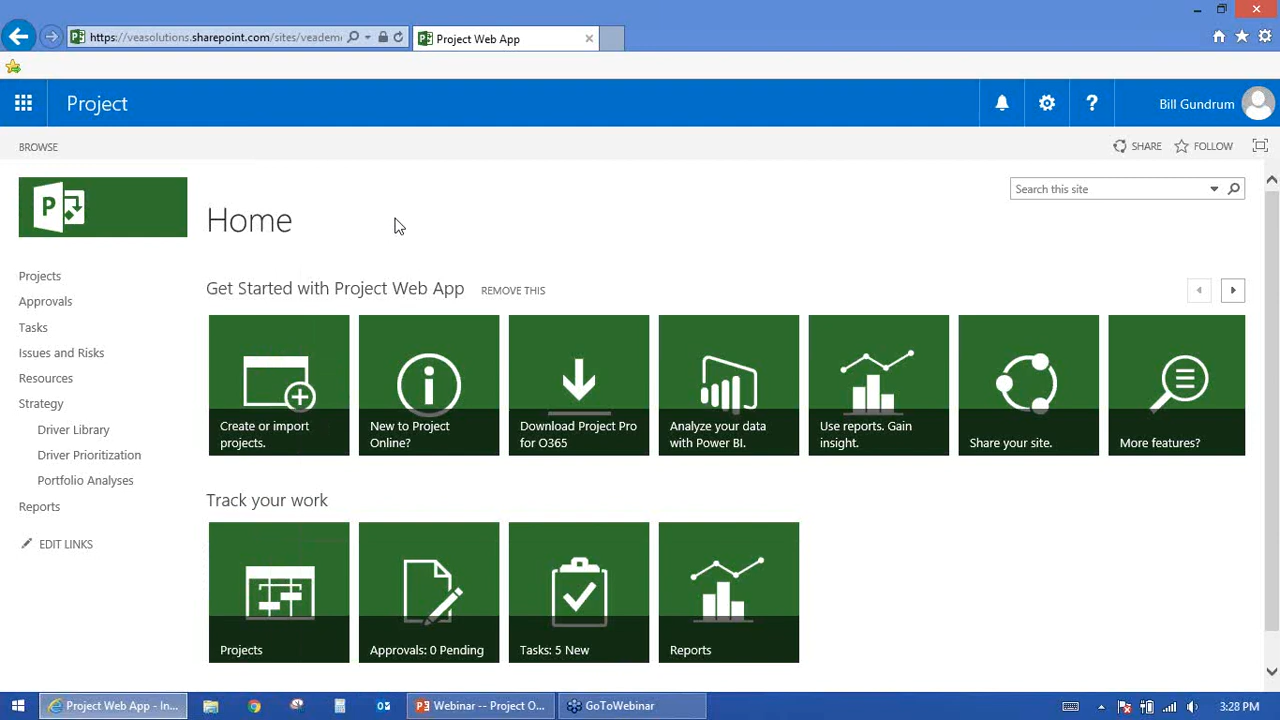 https://veasolutions.sharepoint.com/sites/veadem
Project Web App
Project
Bill Gundrum
BROWSE
SHARE
FOLLOW
P
Home
Search this site
Projects
Approvals
Tasks
Issues and Risks
Resources
Strategy
Driver Library
Driver Prioritization
Portfolio Analyses
Reports
EDIT LINKS
Get Started with Project Web App
REMOVE THIS
Create or import
projects.
New to Project
Online?
Download Project Pro
for O365
Analyze your data
with Power BI.
Use reports. Gain
insight.
Share your site.
More features?
Track your work
Projects
Approvals: 0 Pending
Tasks: 5 New
Reports
Project Web App - In...
Webinar -- Project O...
GoToWebinar
3:28 PM